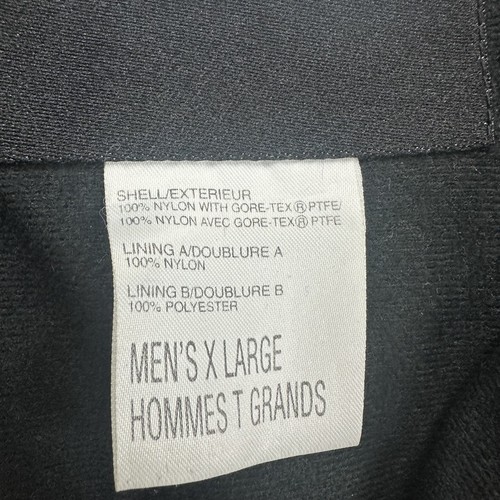 SHELL/EXTERIEUR
100% NYLON WITH GORE-TEX® PTFE/
100% NYLON AVEC GORE-TEX® PTFE
LINING A/DOUBLURE A
100% NYLON
LINING B/DOUBLURE B
100% POLYESTER
MEN'S X LARGE
HOMMES T GRANDS